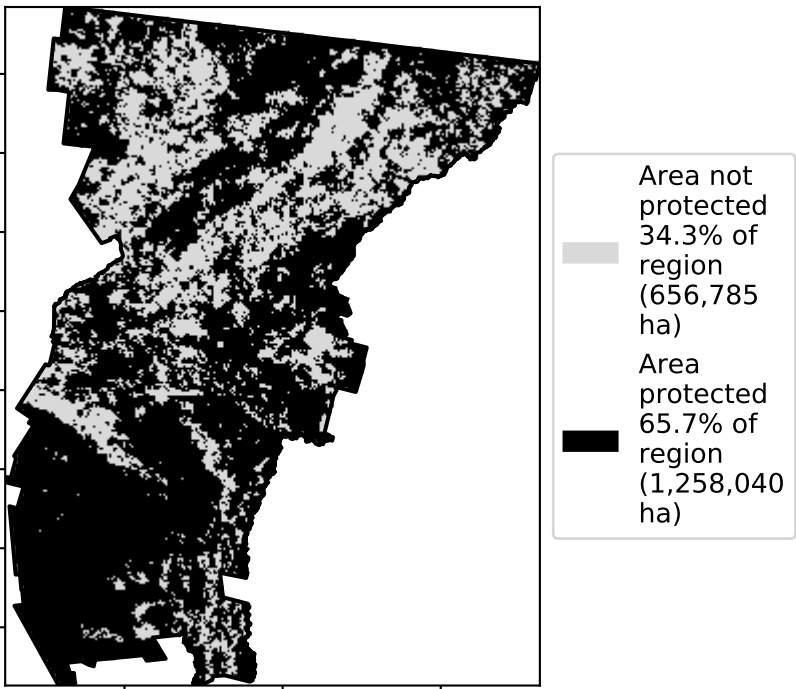 Area not
protected
34.3% of
region
(656,785
ha)
Area
protected
65.7% of
region
(1,258,040
ha)